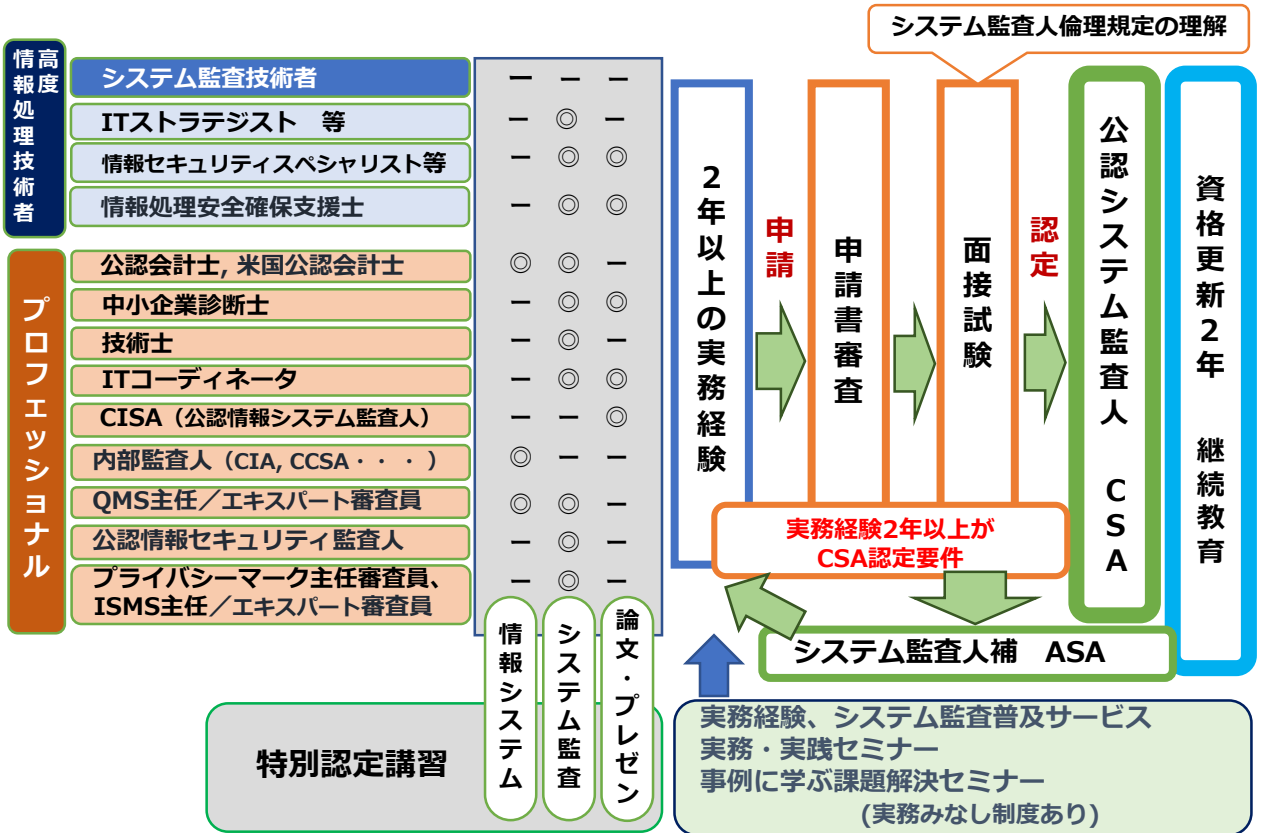 システム監査人倫理規定の理解
高度
情報処理技術者
システム監査技術者
ー ー ー
ITストラテジスト　等
ー ◎ ー
情報セキュリティスペシャリスト等
ー ◎ ◎
情報処理安全確保支援士
ー ◎ ◎
プロフェッショナル
公認会計士, 米国公認会計士
◎ ◎ ー
中小企業診断士
ー ◎ ◎
技術士
ー ◎ ー
ITコーディネータ
ー ◎ ◎
CISA（公認情報システム監査人）
ー ー ◎
内部監査人（CIA, CCSA・・・）
◎ ー ー
QMS主任／エキスパート審査員
◎ ◎ ー
公認情報セキュリティ監査人
ー ◎ ー
プライバシーマーク主任審査員、
ISMS主任／エキスパート審査員
ー ◎ ー
情報システム
システム監査
論文・プレゼン
特別認定講習
2年以上の実務経験
申請
申請書審査
面接試験
認定
公認システム監査人　CSA
資格更新2年　継続教育
実務経験2年以上が
CSA認定要件
システム監査人補　ASA
実務経験、システム監査普及サービス
実務・実践セミナー
事例に学ぶ課題解決セミナー
(実務みなし制度あり)